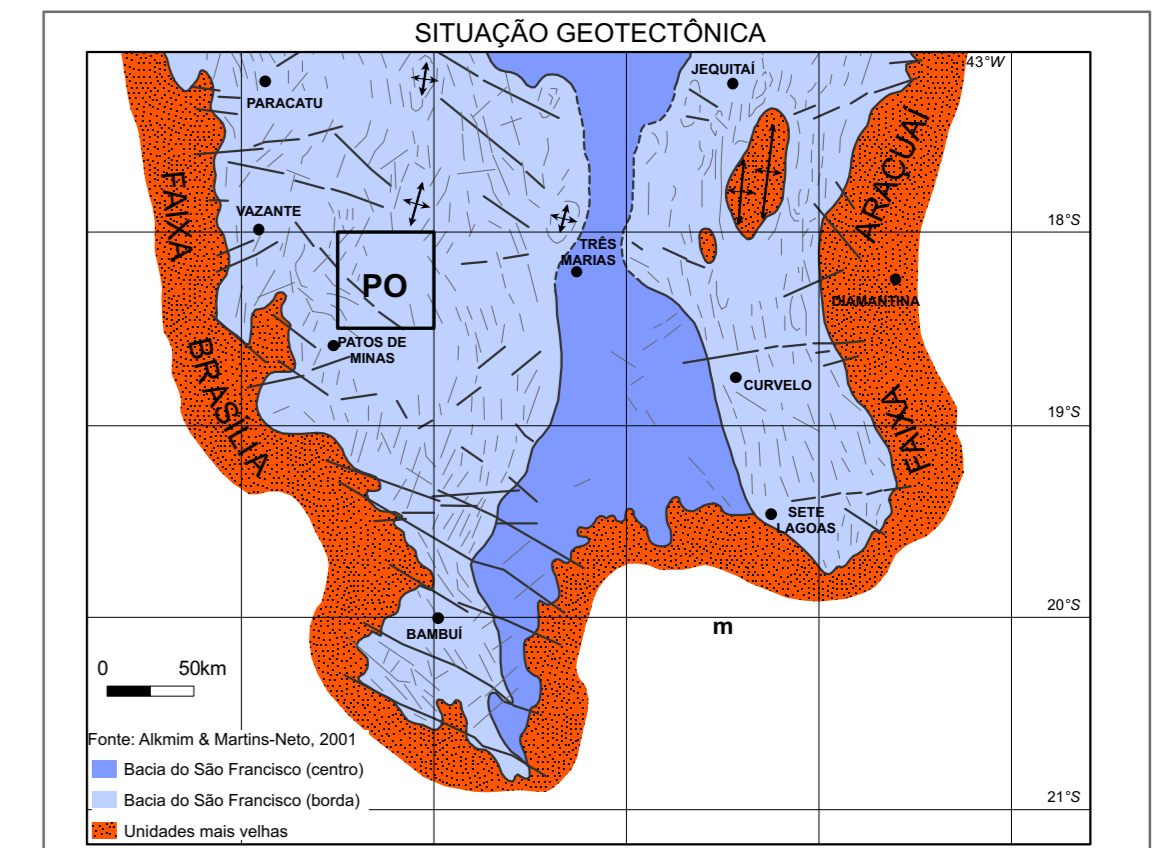 SITUAÇÃO GEOTECTÔNICA
43°W
JEQUITAÍ
PARACATU
FAIXA
ARAÇUAÍ
VAZANTE
18°S
TRÊS
MARIAS
PO
DIAMANTINA
PATOS DE
MINAS
BRASÍLIA
CURVELO
FAIXA
19°S
SETE
LAGOAS
20°S
BAMBUÍ
m
0 50km
Fonte: Alkmim & Martins-Neto, 2001
Bacia do São Francisco (centro)
Bacia do São Francisco (borda)
21°S
Unidades mais velhas